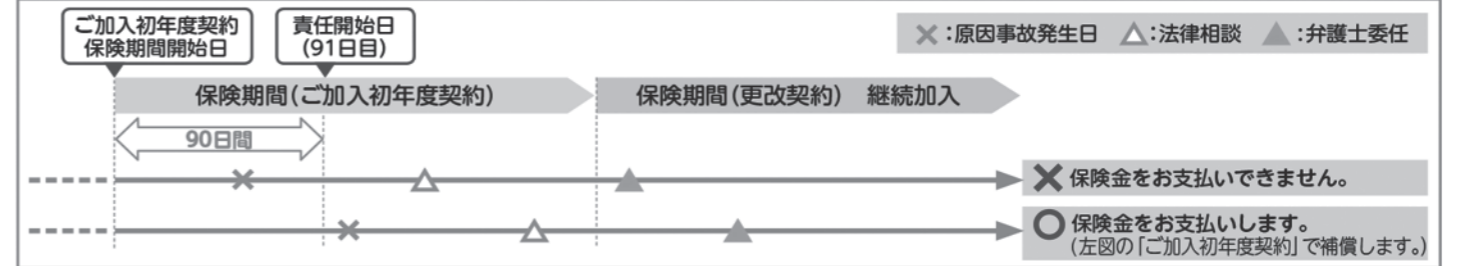 ご加入初年度契約
保険期間開始日
責任開始日
(91日目)
×:原因事故発生日 △:法律相談 ▲:弁護士委任
保険期間(ご加入初年度契約)
保険期間(更改契約) 継続加入
90日間
×保険金をお支払いできません。
○保険金をお支払いします。
(左図の「ご加入初年度契約」で補償します。)